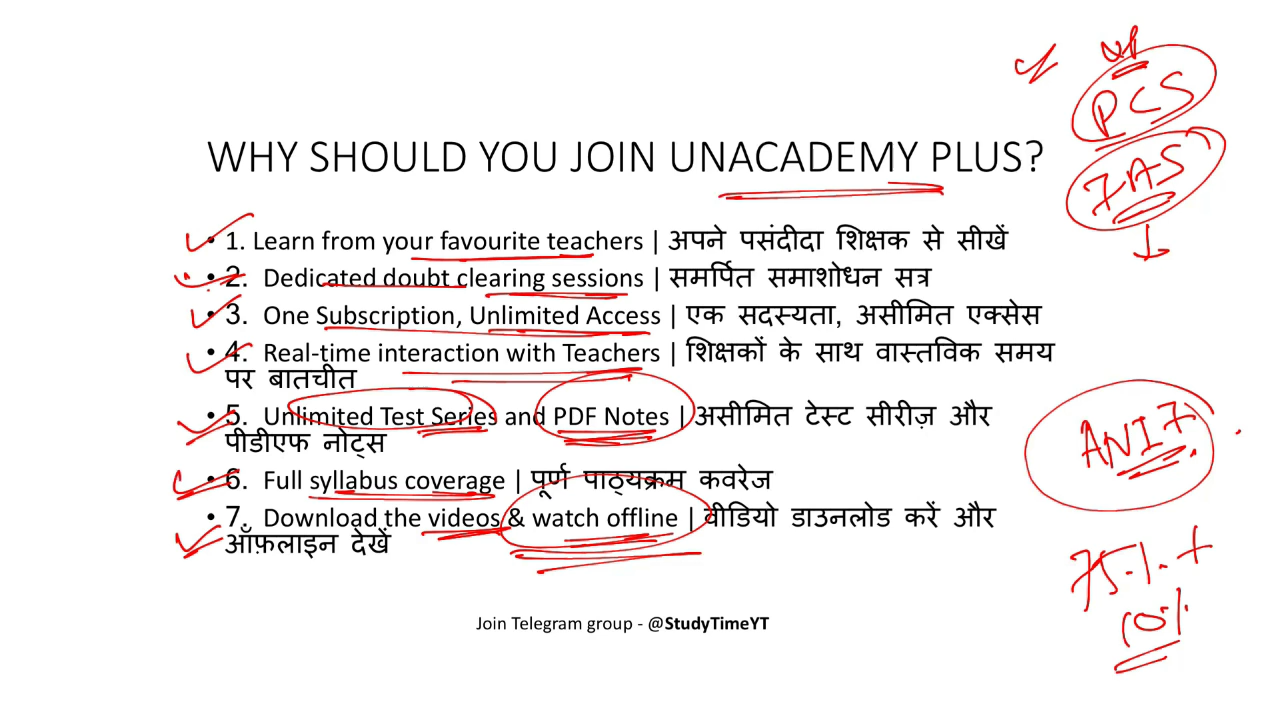 UP
PCS
IAS
WHY SHOULD YOU JOIN UNACADEMY PLUS?
• 1. Learn from your favourite teachers | अपने पसंदीदा शिक्षक से सीखें
• 2. Dedicated doubt clearing sessions | समर्पित समाशोधन सत्र
• 3. One Subscription, Unlimited Access | एक सदस्यता, असीमित एक्सेस
• 4. Real-time interaction with Teachers | शिक्षकों के साथ वास्तविक समय
पर बातचीत
• 5. Unlimited Test Series and PDF Notes | असीमित टेस्ट सीरीज़ और
पीडीएफ नोट्स
• 6. Full syllabus coverage | पूर्ण पाठ्यक्रम कवरेज
• 7. Download the videos & watch offline | वीडियो डाउनलोड करें और
ऑफ़लाइन देखें
75% +
10%
Join Telegram group - @StudyTimeYT